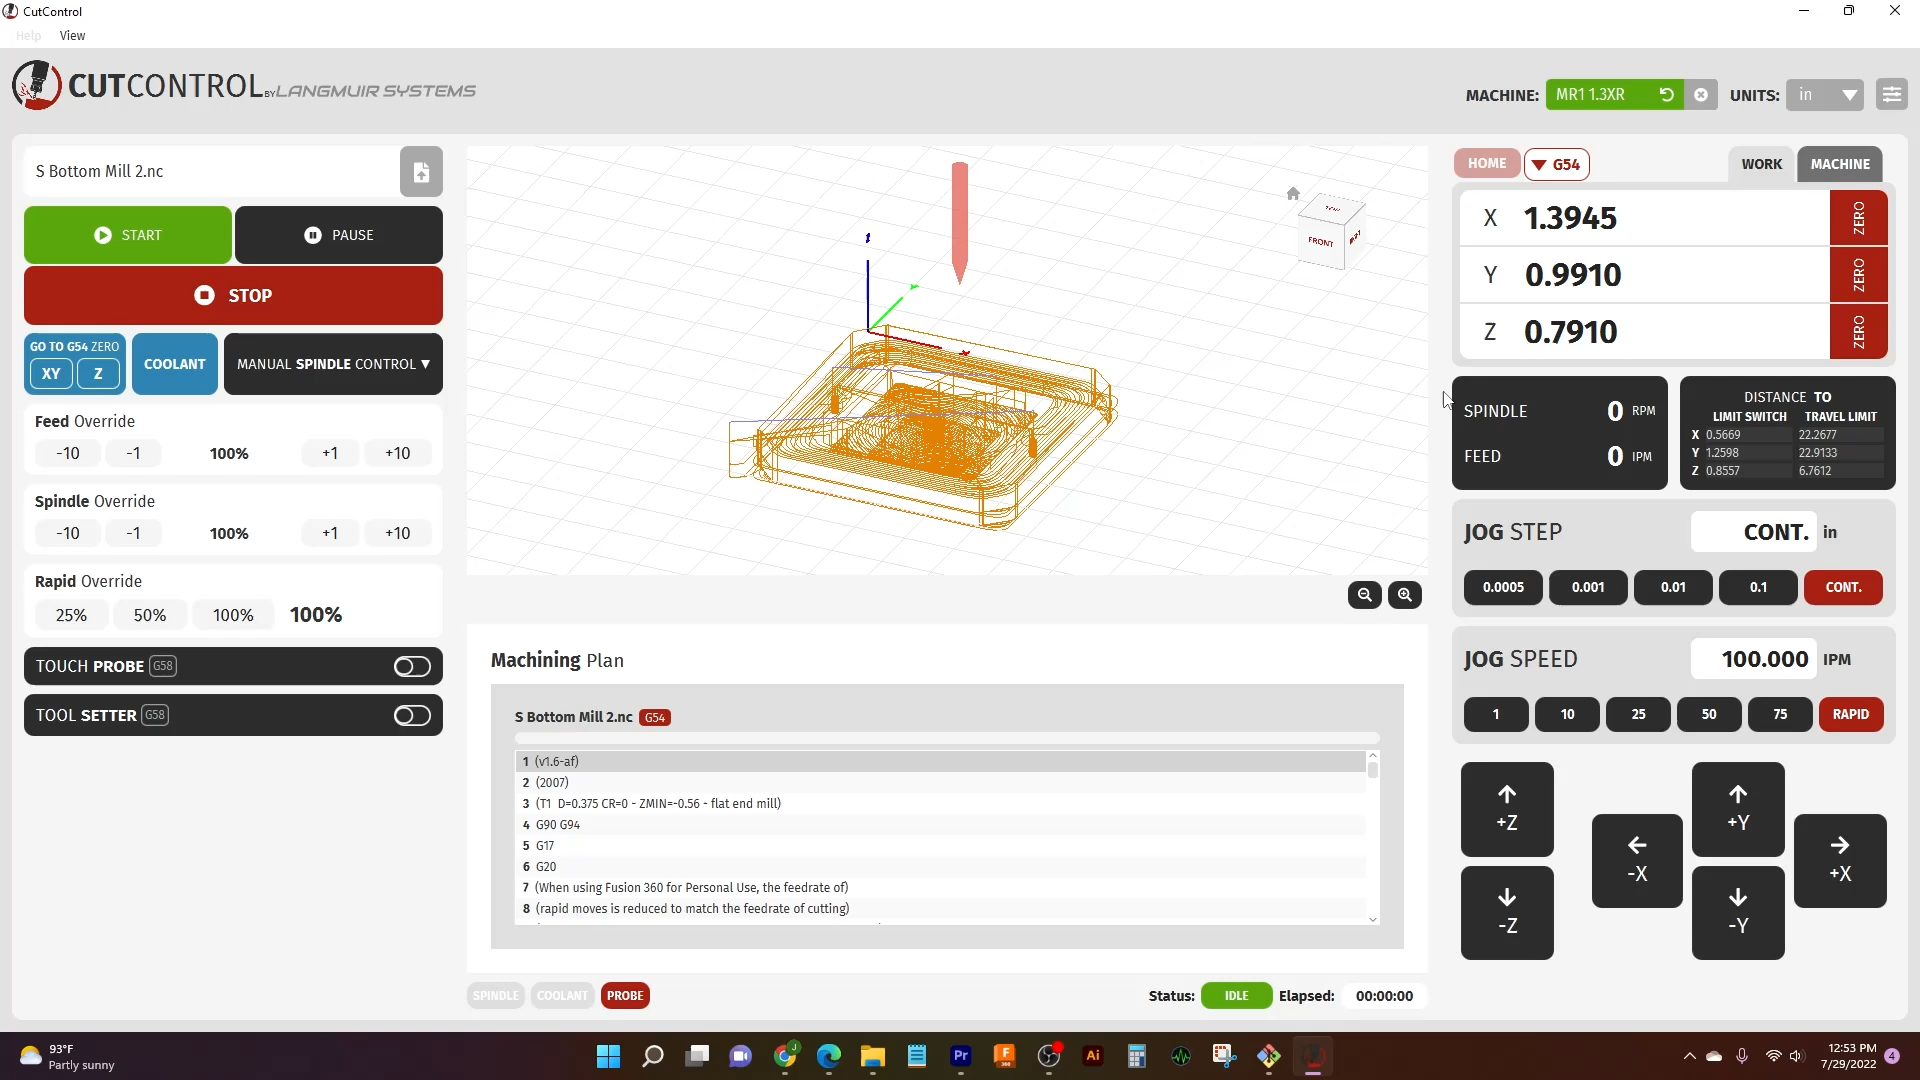 CutControl
Help View
CUTCONTROL BY LANGMUIR SYSTEMS
MACHINE: MR1 1.3XR UNITS: in
S Bottom Mill 2.nc
START PAUSE
STOP
GO TO G54 ZERO
XY Z
COOLANT
MANUAL SPINDLE CONTROL ▼
Feed Override
-10 -1 100% +1 +10
Spindle Override
-10 -1 100% +1 +10
Rapid Override
25% 50% 100% 100%
TOUCH PROBE G58
TOOL SETTER G58
FRONT
Machining Plan
S Bottom Mill 2.nc G54
1 (v1.6-af)
2 (2007)
3 (T1 D=0.375 CR=0 - ZMIN=-0.56 - flat end mill)
4 G90 G94
5 G17
6 G20
7 (When using Fusion 360 for Personal Use, the feedrate of)
8 (rapid moves is reduced to match the feedrate of cutting)
SPINDLE COOLANT PROBE
Status: IDLE Elapsed: 00:00:00
HOME G54 WORK MACHINE
X 1.3945 ZERO
Y 0.9910 ZERO
Z 0.7910 ZERO
SPINDLE 0 RPM
FEED 0 IPM
DISTANCE TO
LIMIT SWITCH TRAVEL LIMIT
X 0.5669 22.2677
Y 1.2598 22.9133
Z 0.8557 6.7612
JOG STEP CONT. in
0.0005 0.001 0.01 0.1 CONT.
JOG SPEED 100.000 IPM
1 10 25 50 75 RAPID
+Z +Y
-X +X
-Z -Y
93°F
Partly sunny
Pr
F
360
Ai
12:53 PM
7/29/2022
4